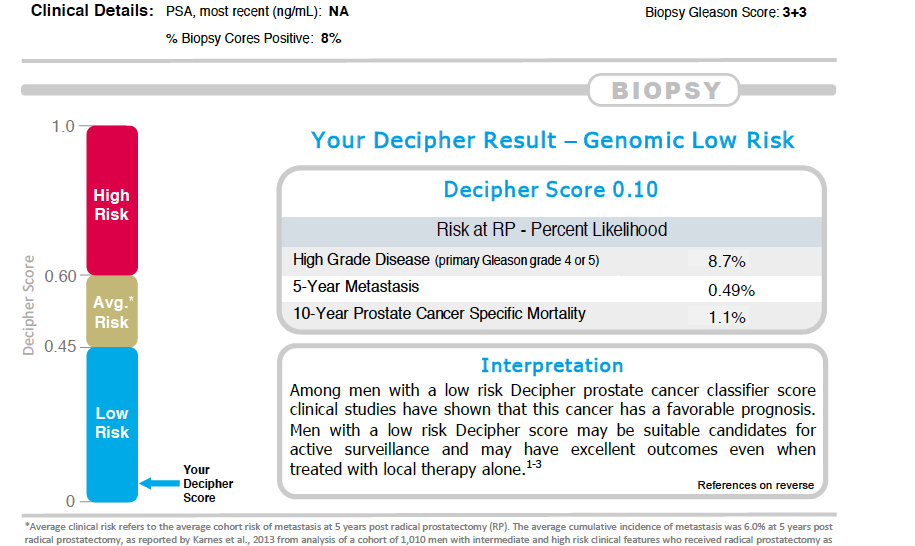 Clinical Details: PSA, most recent (ng/mL): NA
Biopsy Gleason Score: 3+3
% Biopsy Cores Positive: 8%
BIOPSY
Your Decipher Result – Genomic Low Risk
Decipher Score
1.0
High
Risk
0.60
Avg.*
Risk
0.45
Low
Risk
0
Your
Decipher
Score
Decipher Score 0.10
Risk at RP - Percent Likelihood
High Grade Disease (primary Gleason grade 4 or 5) 8.7%
5-Year Metastasis 0.49%
10-Year Prostate Cancer Specific Mortality 1.1%
Interpretation
Among men with a low risk Decipher prostate cancer classifier score
clinical studies have shown that this cancer has a favorable prognosis.
Men with a low risk Decipher score may be suitable candidates for
active surveillance and may have excellent outcomes even when
treated with local therapy alone.1-3
References on reverse
*Average clinical risk refers to the average cohort risk of metastasis at 5 years post radical prostatectomy (RP). The average cumulative incidence of metastasis was 6.0% at 5 years post
radical prostatectomy, as reported by Karnes et al., 2013 from analysis of a cohort of 1,010 men with intermediate and high risk clinical features who received radical prostatectomy as